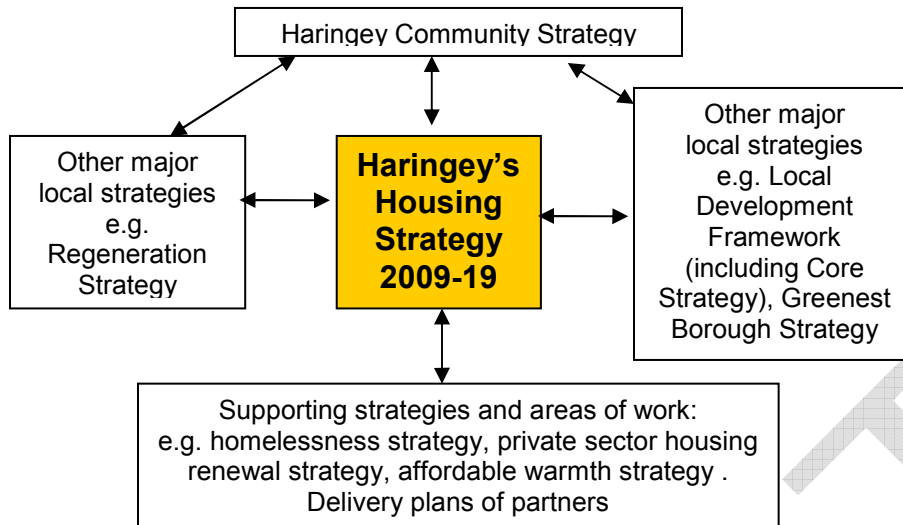 Haringey Community Strategy
Other major
local strategies
e.g.
Regeneration
Strategy
Haringey’s
Housing
Strategy
2009-19
Other major
local strategies
e.g. Local
Development
Framework
(including Core
Strategy), Greenest
Borough Strategy
Supporting strategies and areas of work:
e.g. homelessness strategy, private sector housing
renewal strategy, affordable warmth strategy .
Delivery plans of partners